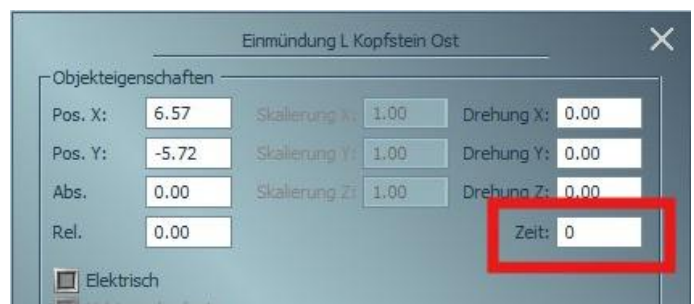 Einmündung L Kopfstein Ost
Objekteigenschaften
Pos. X: 6.57 Skalierung X: 1.00 Drehung X: 0.00
Pos. Y: -5.72 Skalierung Y: 1.00 Drehung Y: 0.00
Abs. 0.00 Skalierung Z: 1.00 Drehung Z: 0.00
Rel. 0.00 Zeit: 0
Elektrisch